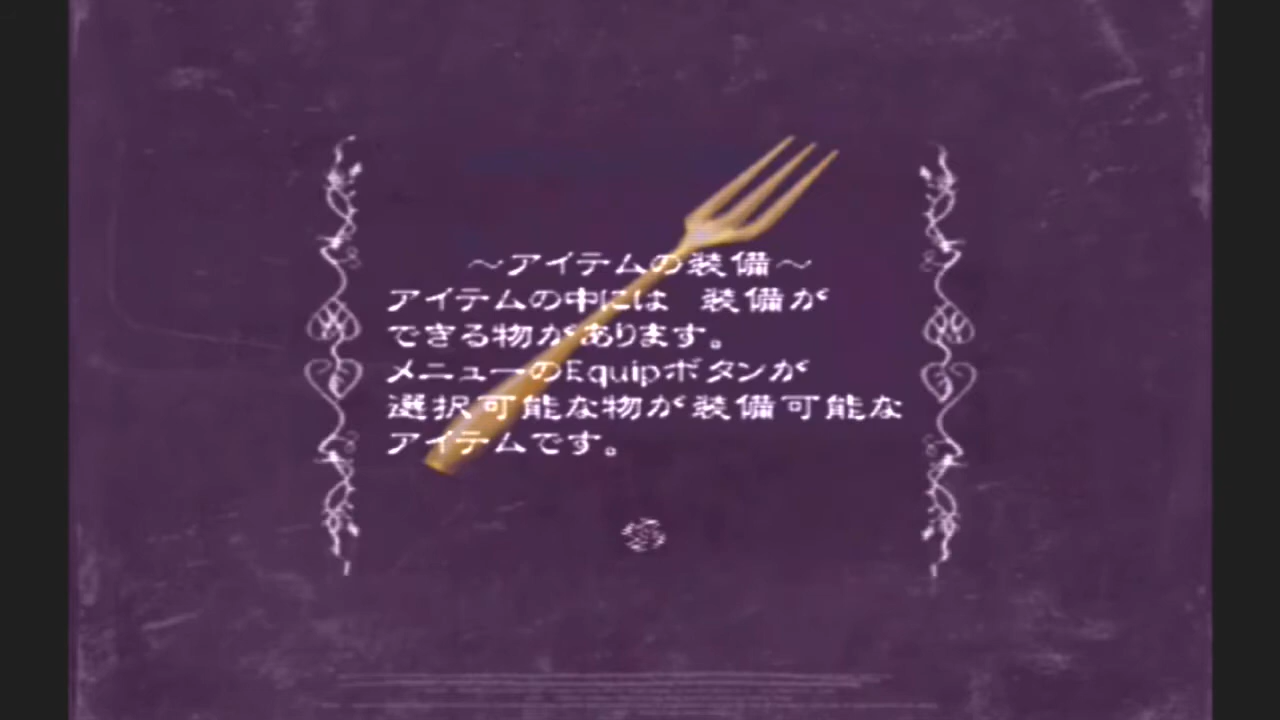 ～アイテムの装備～
アイテムの中には　装備が
できる物があります。
メニューのEquipボタンが
選択可能な物が装備可能な
アイテムです。